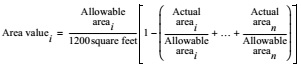 Area value_i = (Allowable area_i / 1200 square feet) [1 − (Actual area_i / Allowable area_i + ... + Actual area_n / Allowable area_n)]